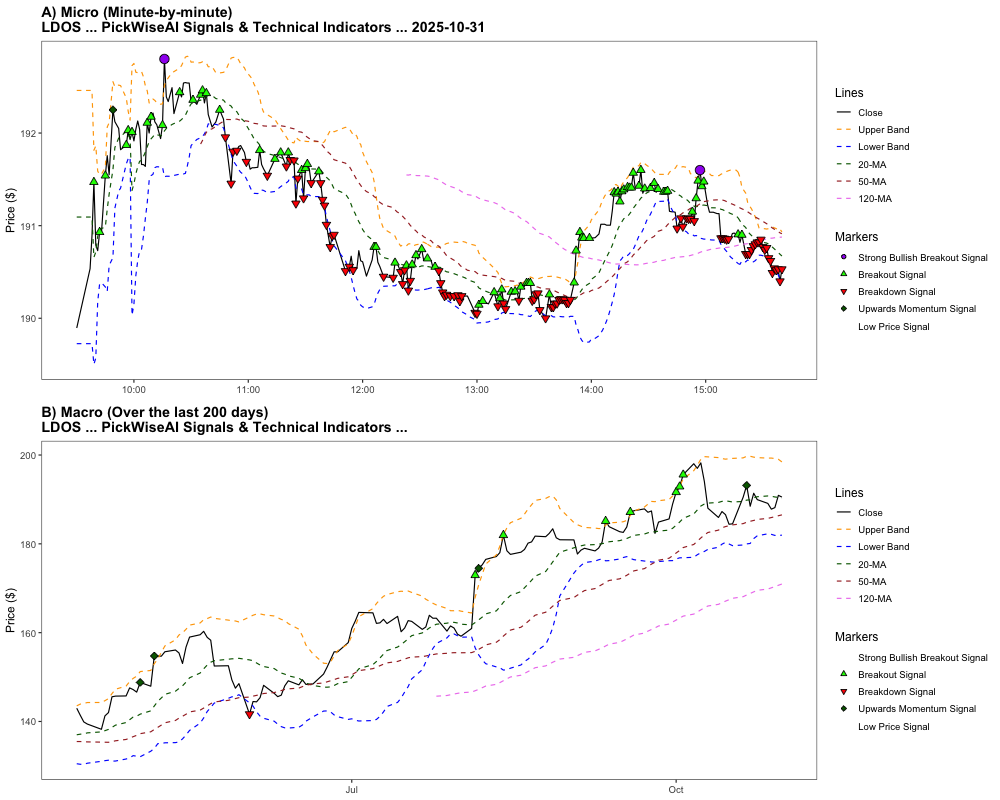 A) Micro (Minute-by-minute)
LDOS ... PickWiseAI Signals & Technical Indicators ... 2025-10-31
Price ($)
192
191
190
10:00
11:00
12:00
13:00
14:00
15:00
Lines
Close
Upper Band
Lower Band
20-MA
50-MA
120-MA
Markers
Strong Bullish Breakout Signal
Breakout Signal
Breakdown Signal
Upwards Momentum Signal
Low Price Signal
B) Macro (Over the last 200 days)
LDOS ... PickWiseAI Signals & Technical Indicators ...
Price ($)
200
180
160
140
Jul
Oct
Lines
Close
Upper Band
Lower Band
20-MA
50-MA
120-MA
Markers
Strong Bullish Breakout Signal
Breakout Signal
Breakdown Signal
Upwards Momentum Signal
Low Price Signal